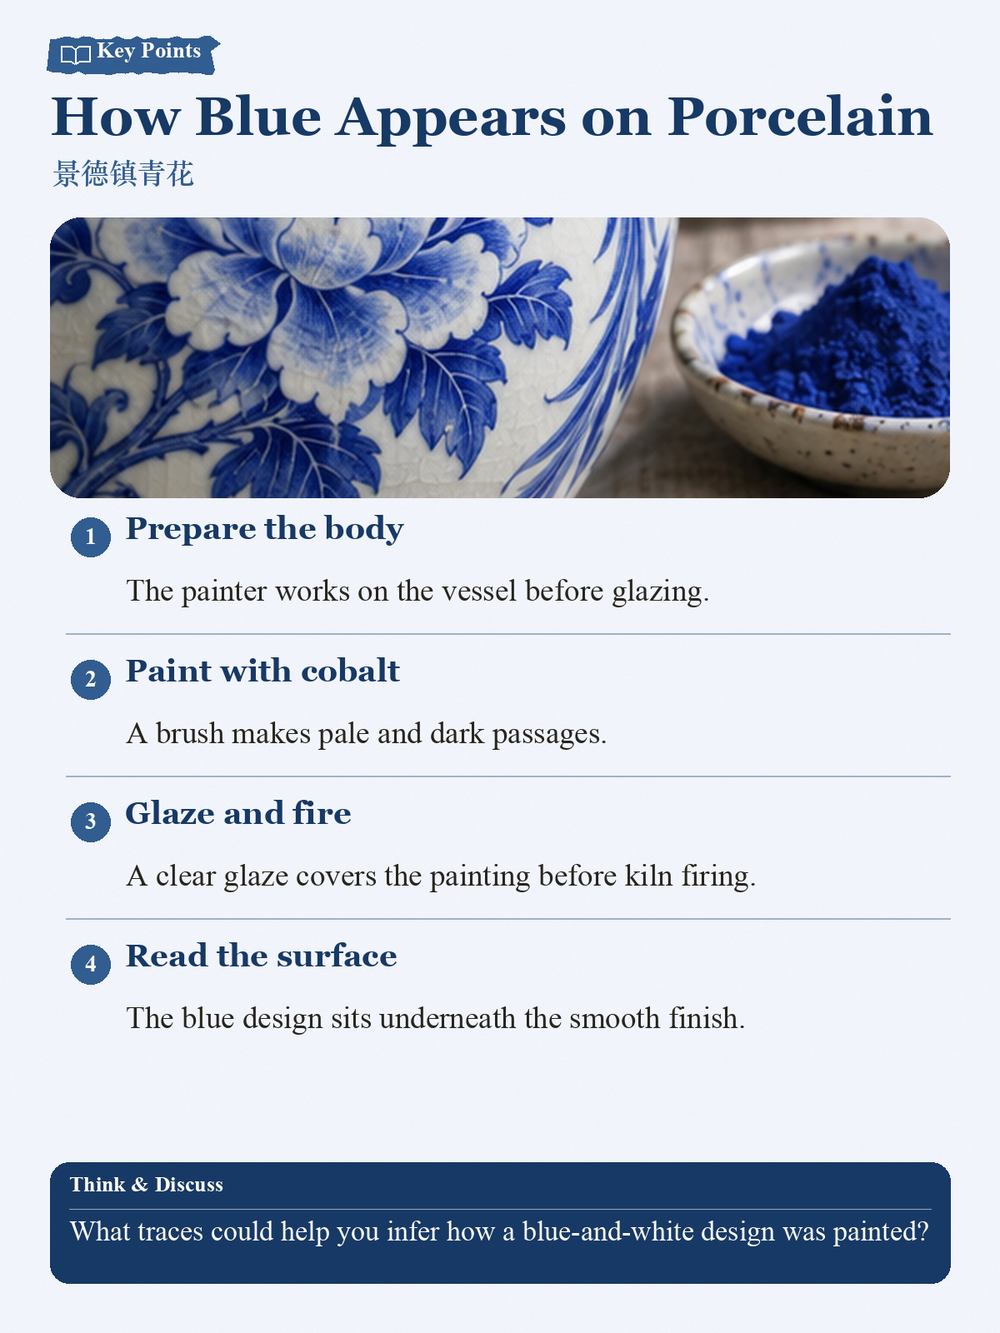 Key Points
How Blue Appears on Porcelain
景德镇青花
1 Prepare the body
The painter works on the vessel before glazing.
2 Paint with cobalt
A brush makes pale and dark passages.
3 Glaze and fire
A clear glaze covers the painting before kiln firing.
4 Read the surface
The blue design sits underneath the smooth finish.
Think & Discuss
What traces could help you infer how a blue-and-white design was painted?